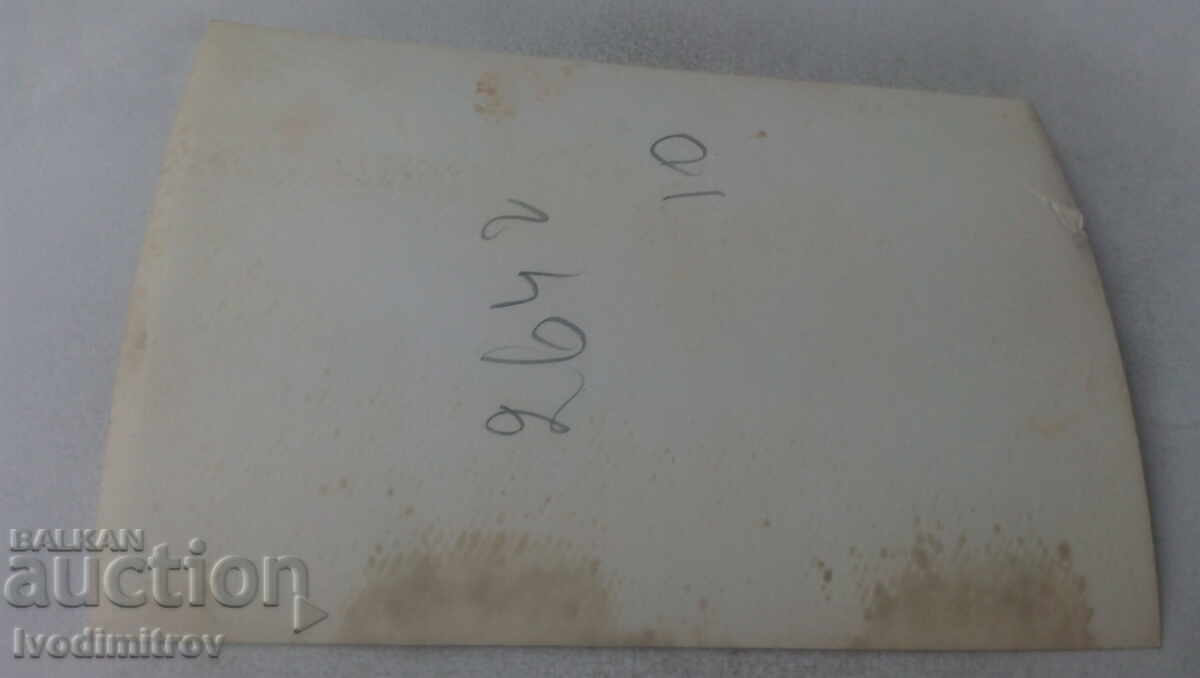 2642
10
BALKAN
auction
Ivodimitrov